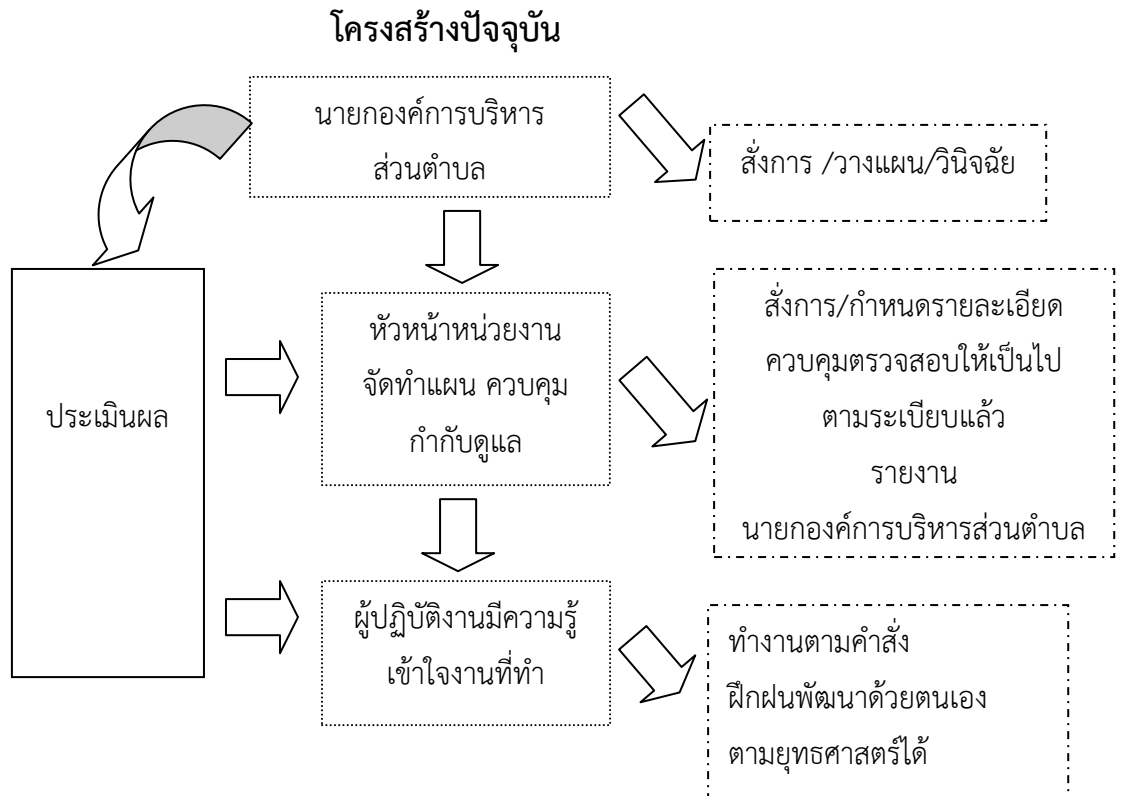 โครงสร้างปัจจุบัน
นายกองค์การบริหาร
ส่วนตำบล
สั่งการ /วางแผน/วินิจฉัย
ประเมินผล
หัวหน้าหน่วยงาน
จัดทำแผน ควบคุม
กำกับดูแล
สั่งการ/กำหนดรายละเอียด
ควบคุมตรวจสอบให้เป็นไป
ตามระเบียบแล้ว
รายงาน
นายกองค์การบริหารส่วนตำบล
ผู้ปฏิบัติงานมีความรู้
เข้าใจงานที่ทำ
ทำงานตามคำสั่ง
ฝึกฝนพัฒนาด้วยตนเอง
ตามยุทธศาสตร์ได้